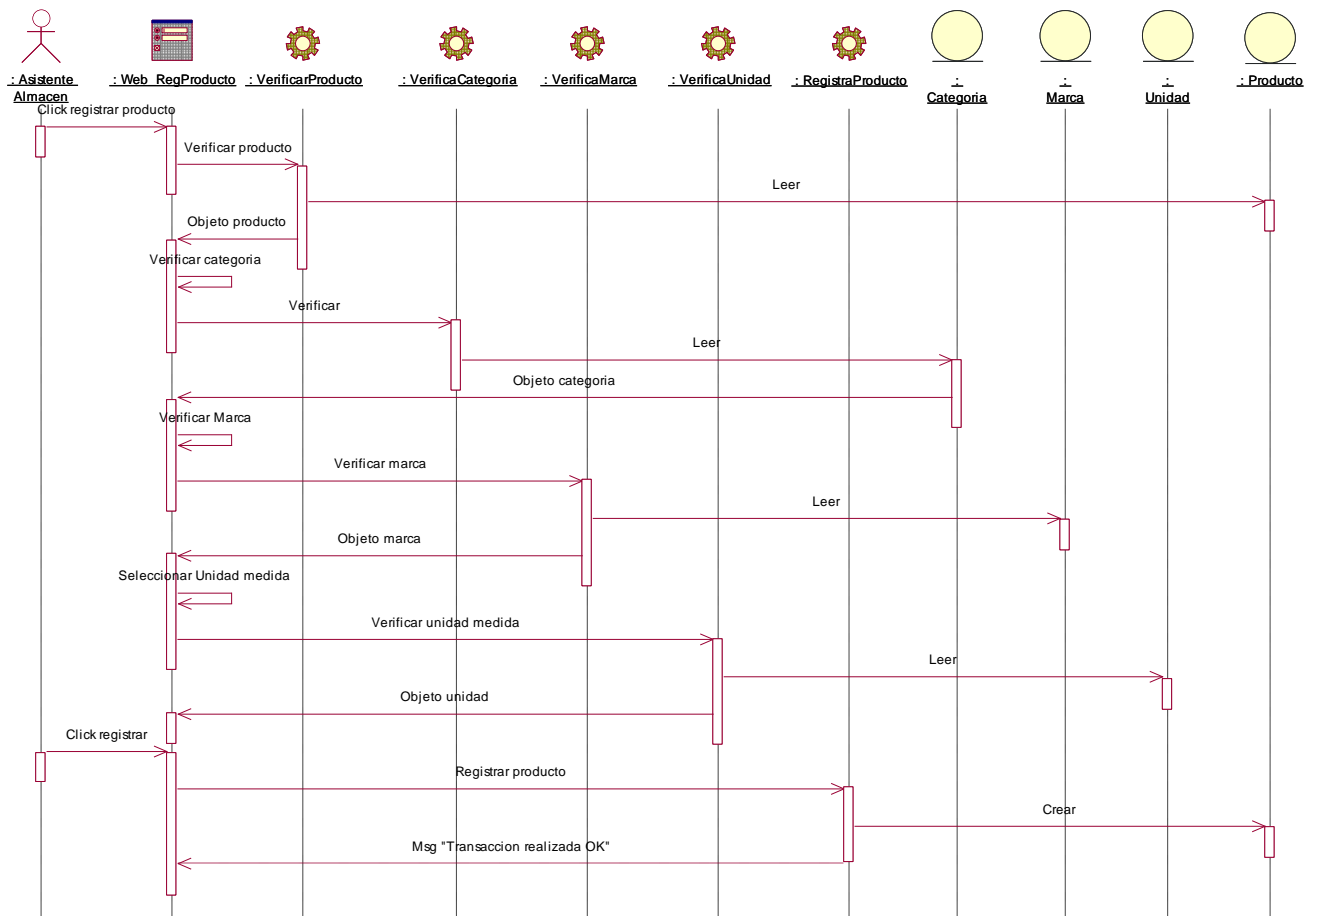 : Asistente
Almacen
: Web_RegProducto
: VerificarProducto
: VerificaCategoria
: VerificaMarca
: VerificaUnidad
: RegistraProducto
:
Categoria
:
Marca
:
Unidad
: Producto
Click registrar producto
Verificar producto
Leer
Objeto producto
Verificar categoria
Verificar
Leer
Objeto categoria
Verificar Marca
Verificar marca
Leer
Objeto marca
Seleccionar Unidad medida
Verificar unidad medida
Leer
Objeto unidad
Click registrar
Registrar producto
Crear
Msg "Transaccion realizada OK"